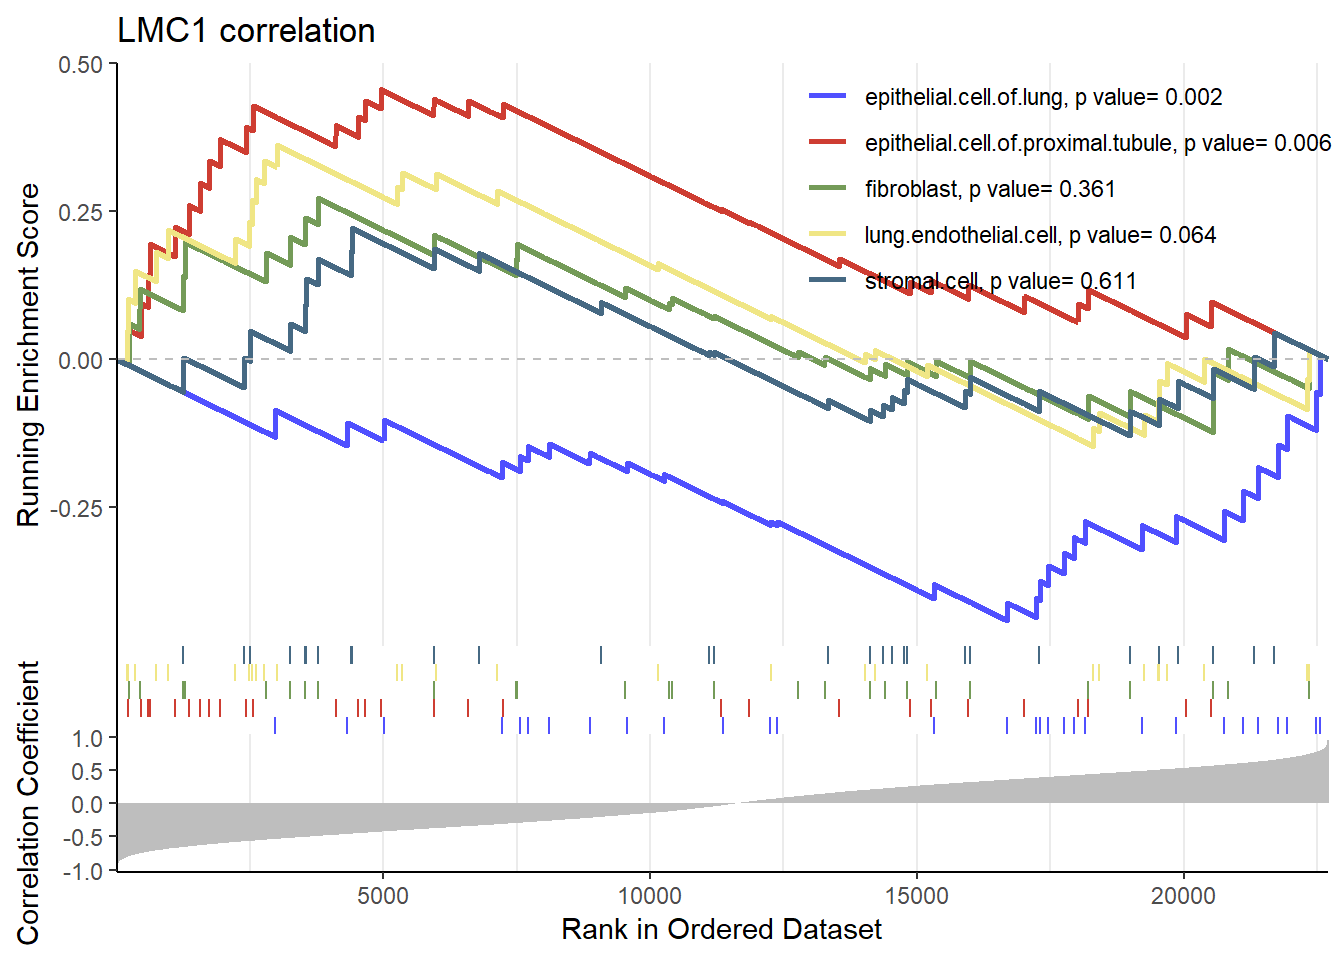 LMC1 correlation
Running Enrichment Score
0.50
0.25
0.00
-0.25
epithelial.cell.of.lung, p value= 0.002
epithelial.cell.of.proximal.tubule, p value= 0.006
fibroblast, p value= 0.361
lung.endothelial.cell, p value= 0.064
stromal.cell, p value= 0.611
Correlation Coefficient
1.0
0.5
0.0
-0.5
-1.0
5000 10000 15000 20000
Rank in Ordered Dataset